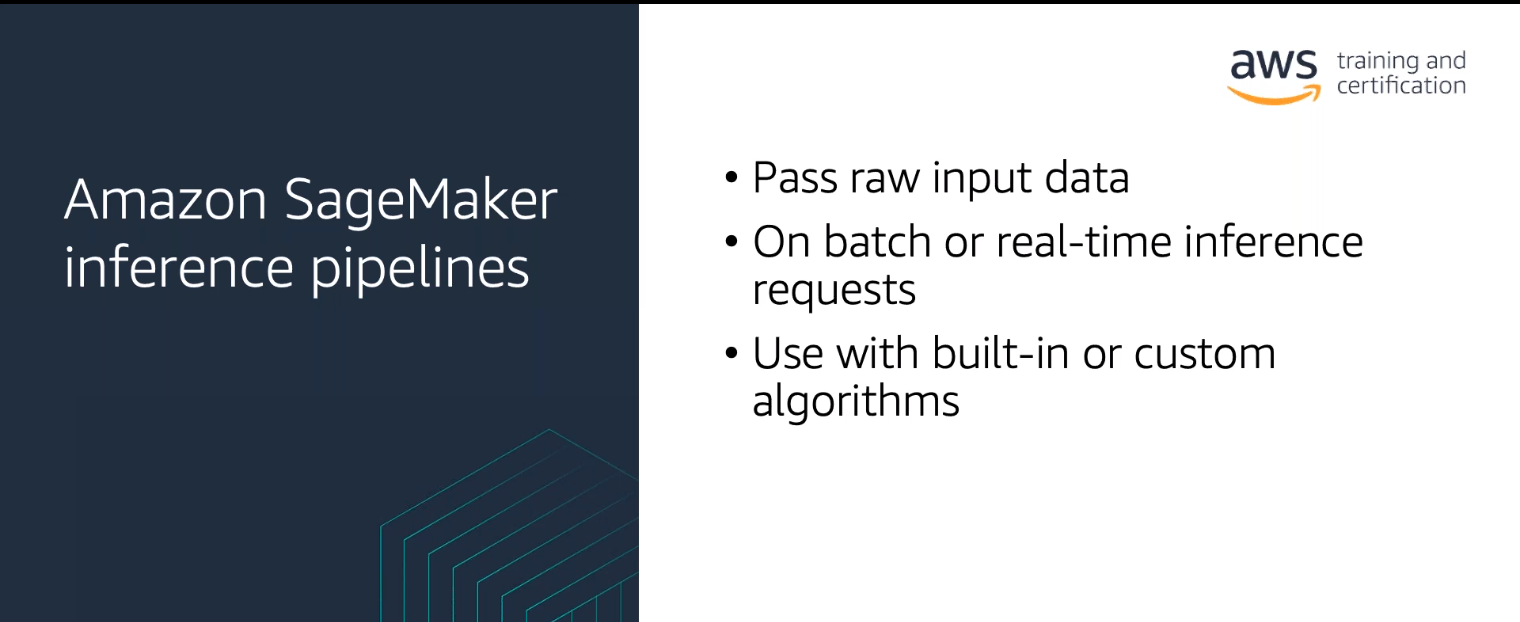 Amazon SageMaker
inference pipelines
aws training and
certification
• Pass raw input data
• On batch or real-time inference
requests
• Use with built-in or custom
algorithms